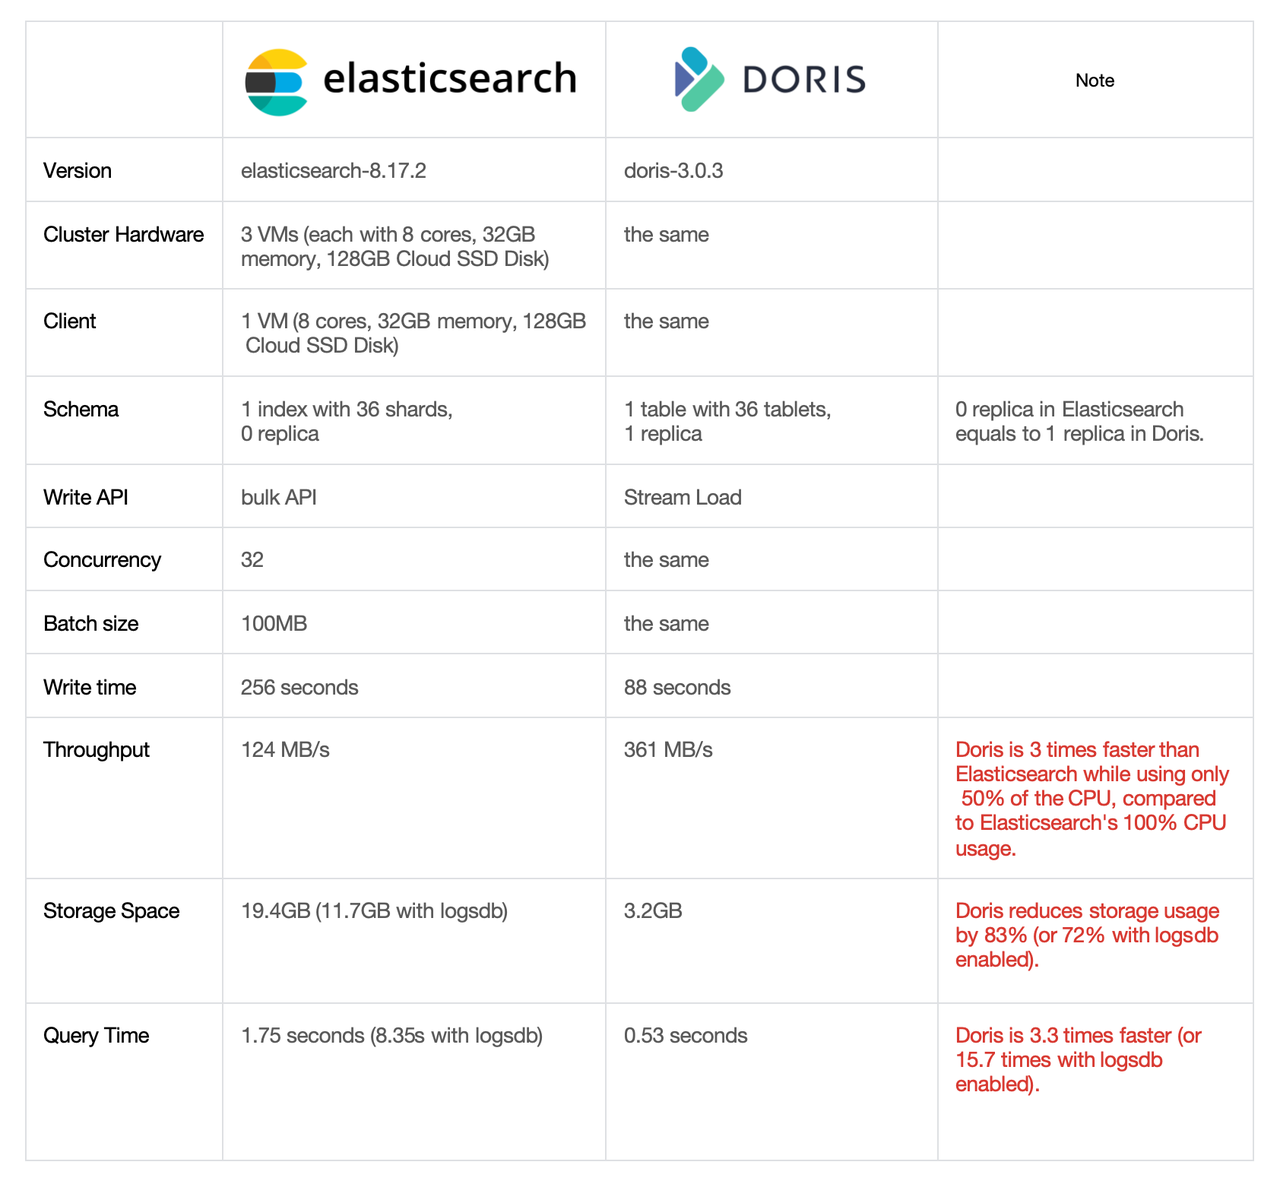 elasticsearch
DORIS
Note
Version
elasticsearch-8.17.2
doris-3.0.3
Cluster Hardware
3 VMs (each with 8 cores, 32GB
memory, 128GB Cloud SSD Disk)
the same
Client
1 VM (8 cores, 32GB memory, 128GB
Cloud SSD Disk)
the same
Schema
1 index with 36 shards,
0 replica
1 table with 36 tablets,
1 replica
0 replica in Elasticsearch
equals to 1 replica in Doris.
Write API
bulk API
Stream Load
Concurrency
32
the same
Batch size
100MB
the same
Write time
256 seconds
88 seconds
Throughput
124 MB/s
361 MB/s
Doris is 3 times faster than
Elasticsearch while using only
50% of the CPU, compared
to Elasticsearch's 100% CPU
usage.
Storage Space
19.4GB (11.7GB with logsdb)
3.2GB
Doris reduces storage usage
by 83% (or 72% with logsdb
enabled).
Query Time
1.75 seconds (8.35s with logsdb)
0.53 seconds
Doris is 3.3 times faster (or
15.7 times with logsdb
enabled).